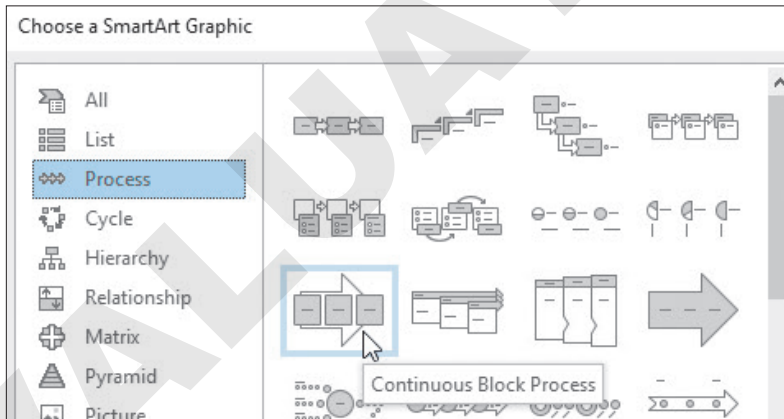 Choose a SmartArt Graphic
All
List
Process
Cycle
Hierarchy
Relationship
Matrix
Pyramid
Picture
Continuous Block Process